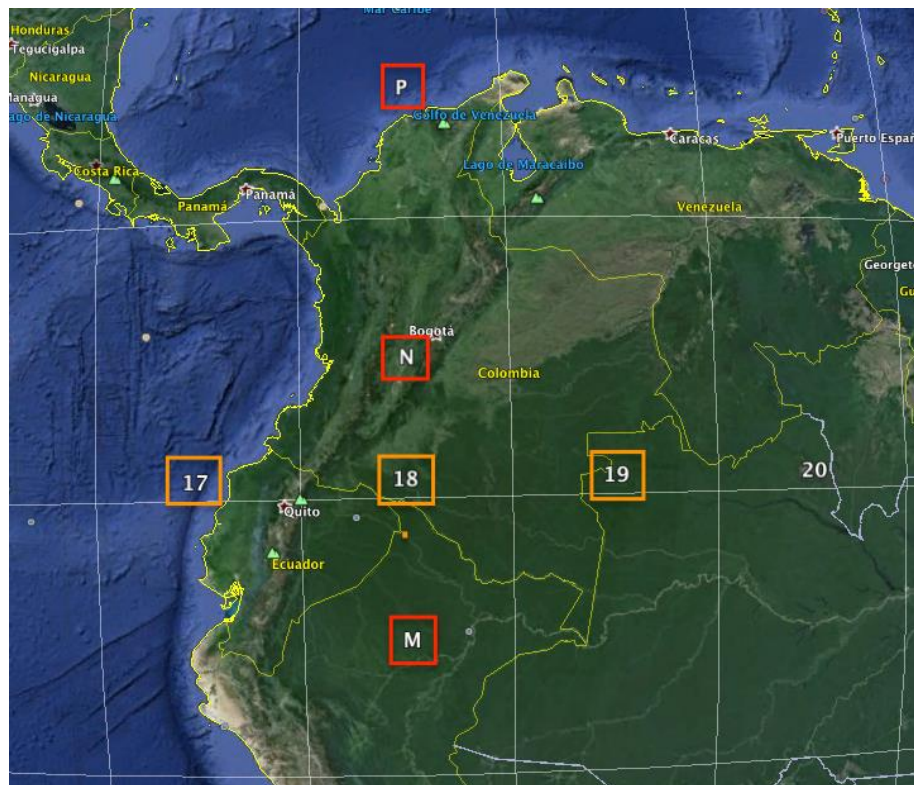 Mar Caribe
Honduras
Tegucigalpa
Nicaragua
Managua
ago de Nicaragua
P
Golfo de Venezuela
Caracas
Puerto Espa
Costa Rica
Lago de Maracaibo
Panamá
Panamá
Venezuela
Georget
Gu
Bogotá
N
Colombia
17
18
19
20
Quito
Ecuador
M